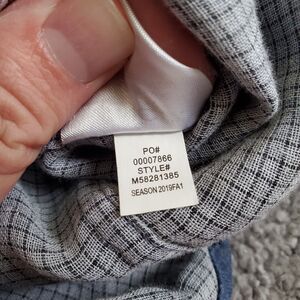 PO#
00007866
STYLE#
M58281385
SEASON 2019FA1